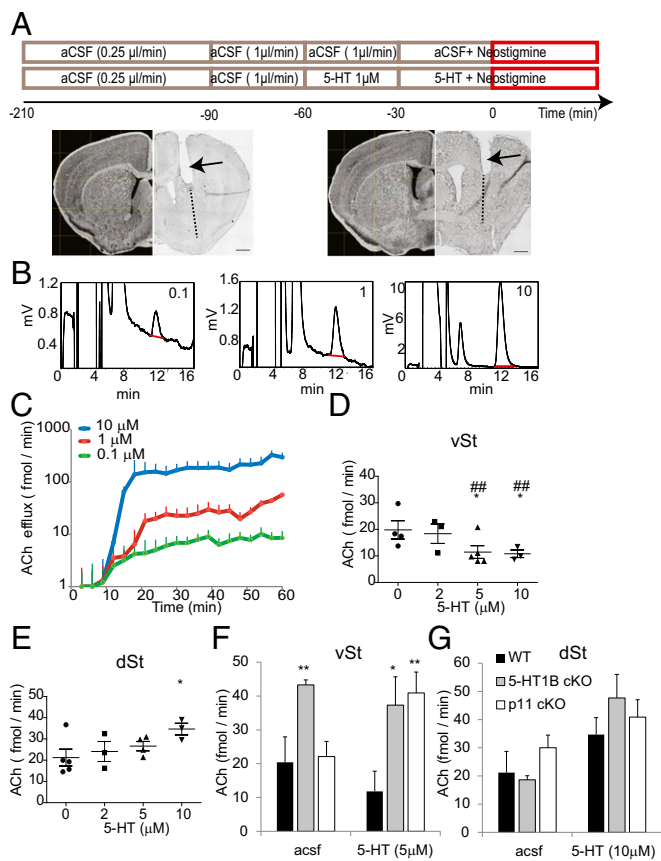 A
aCSF (0.25 µl/min) aCSF ( 1µl/min) aCSF ( 1µl/min) aCSF+ Neostigmine
aCSF (0.25 µl/min) aCSF ( 1µl/min) 5-HT 1µM 5-HT + Neostigmine
-210 -90 -60 -30 0 Time (min)
B
1.2 0.8 0.4 mV 0.1 0 4 8 12 16 min
1.6 1.2 0.8 0.4 mV 1 0 4 8 12 16 min
10 8 6 4 2 0 mV 10 0 4 8 12 16 min
C
10 µM
1 µM
0.1 µM
ACh efflux ( fmol / min)
1000
100
10
1
0 10 20 30 40 50 60
Time (min)
D
vSt
ACh ( fmol / min)
40
30
20
10
0
## ##
* *
0 2 5 10
5-HT (µM)
E
dSt
ACh ( fmol / min)
50
40
30
20
10
0
*
0 2 5 10
5-HT (µM)
F
vSt
ACh (fmol / min)
60
40
20
0
** * **
acsf 5-HT (5µM)
G
dSt
WT
5-HT1B cKO
p11 cKO
ACh (fmol / min)
60
50
40
30
20
10
0
acsf 5-HT (10µM)